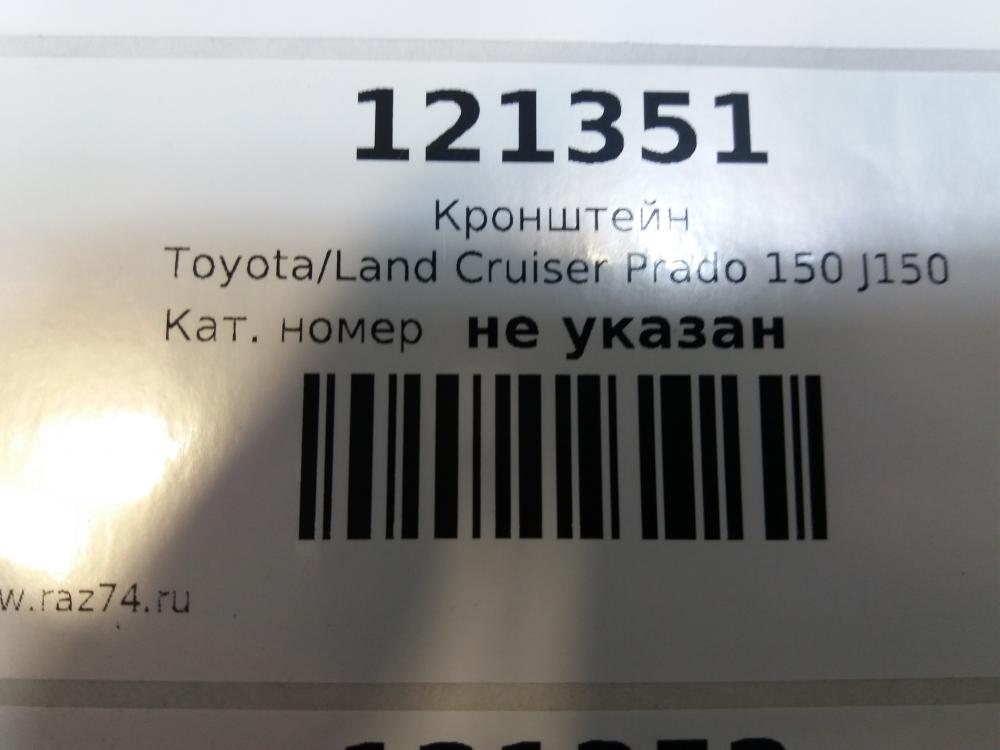 121351
Кронштейн
Toyota/Land Cruiser Prado 150 J150
Кат. номер не указан
w.raz74.ru